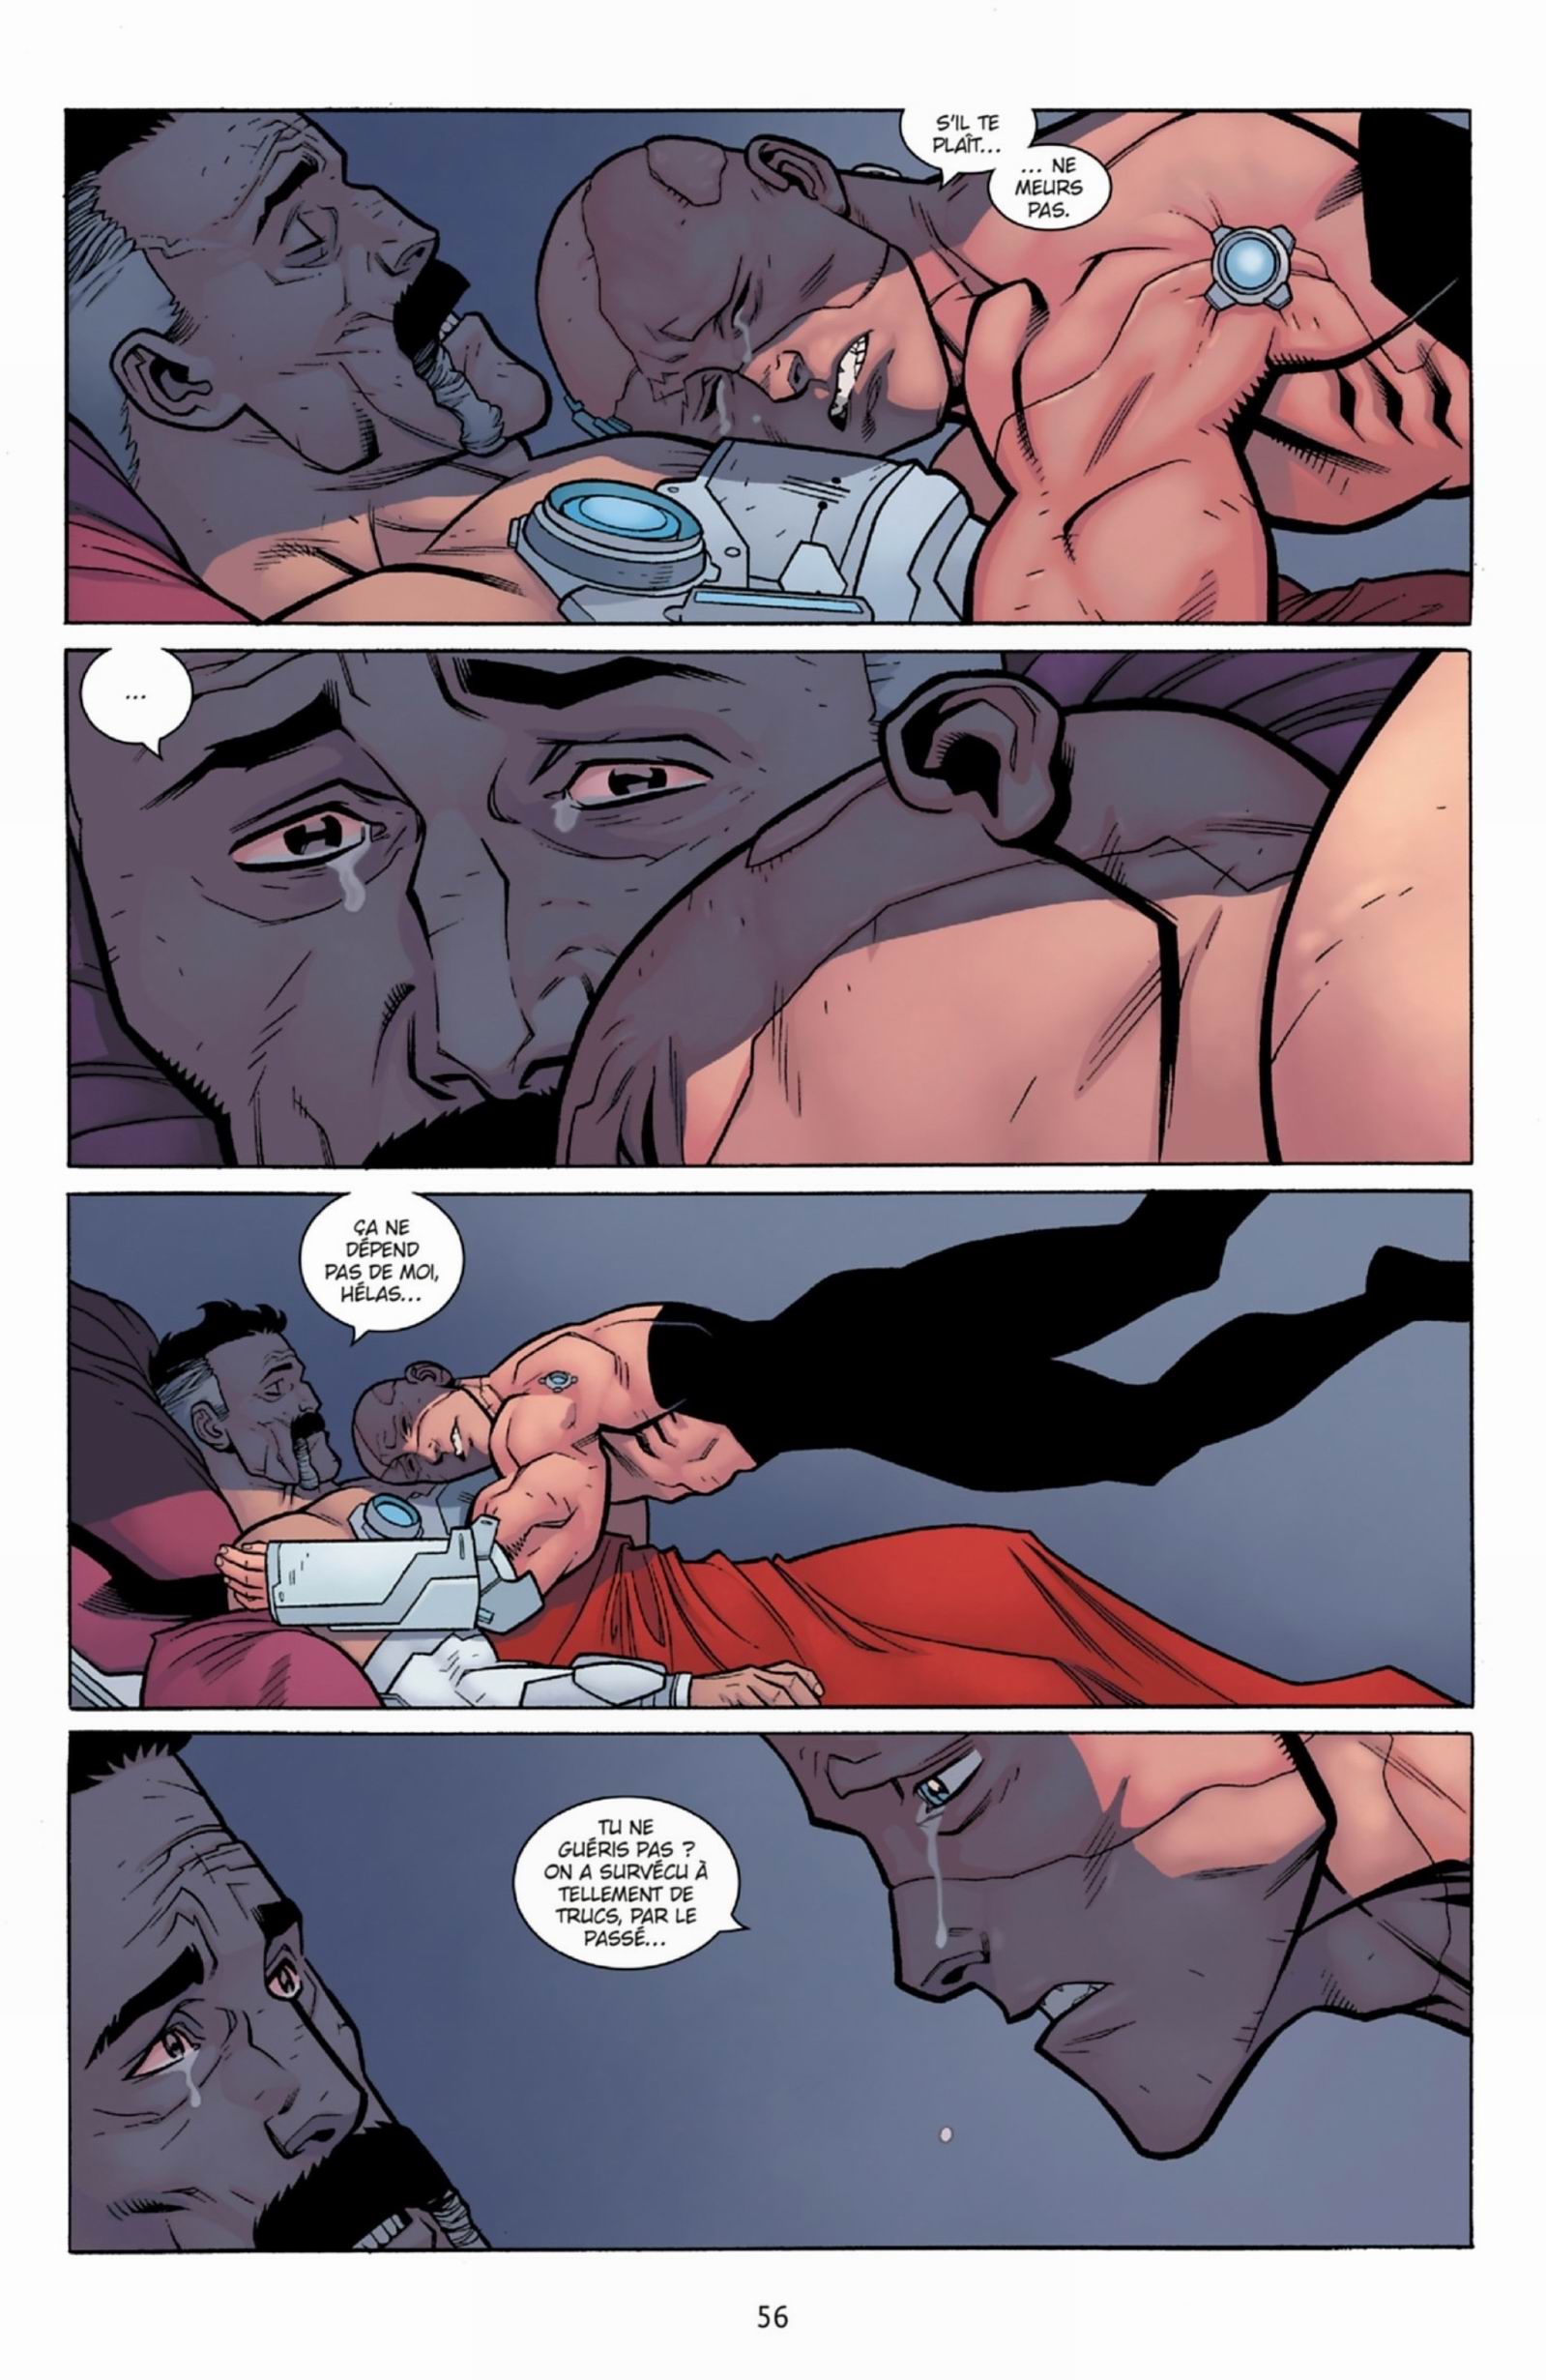 S'IL TE
PLAÎT...
... NE
MEURS
PAS.
...
ÇA NE
DÉPEND
PAS DE MOI,
HÉLAS...
TU NE
GUÉRIS PAS ?
ON A SURVÉCU À
TELLEMENT DE
TRUCS, PAR LE
PASSÉ...
56